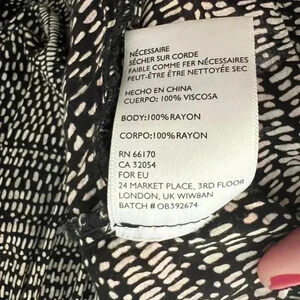 NÉCESSAIRE
SÉCHER SUR CORDE
FAIBLE COMME FER NÉCESSAIRES
PEUT-ÊTRE ÊTRE NETTOYÉE SEC
HECHO EN CHINA
CUERPO: 100% VISCOSA
BODY: 100% RAYON
CORPO: 100% RAYON
RN 66170
CA 32054
FOR EU
24 MARKET PLACE, 3RD FLOOR
LONDON, UK WIW8AN
BATCH # OB392674